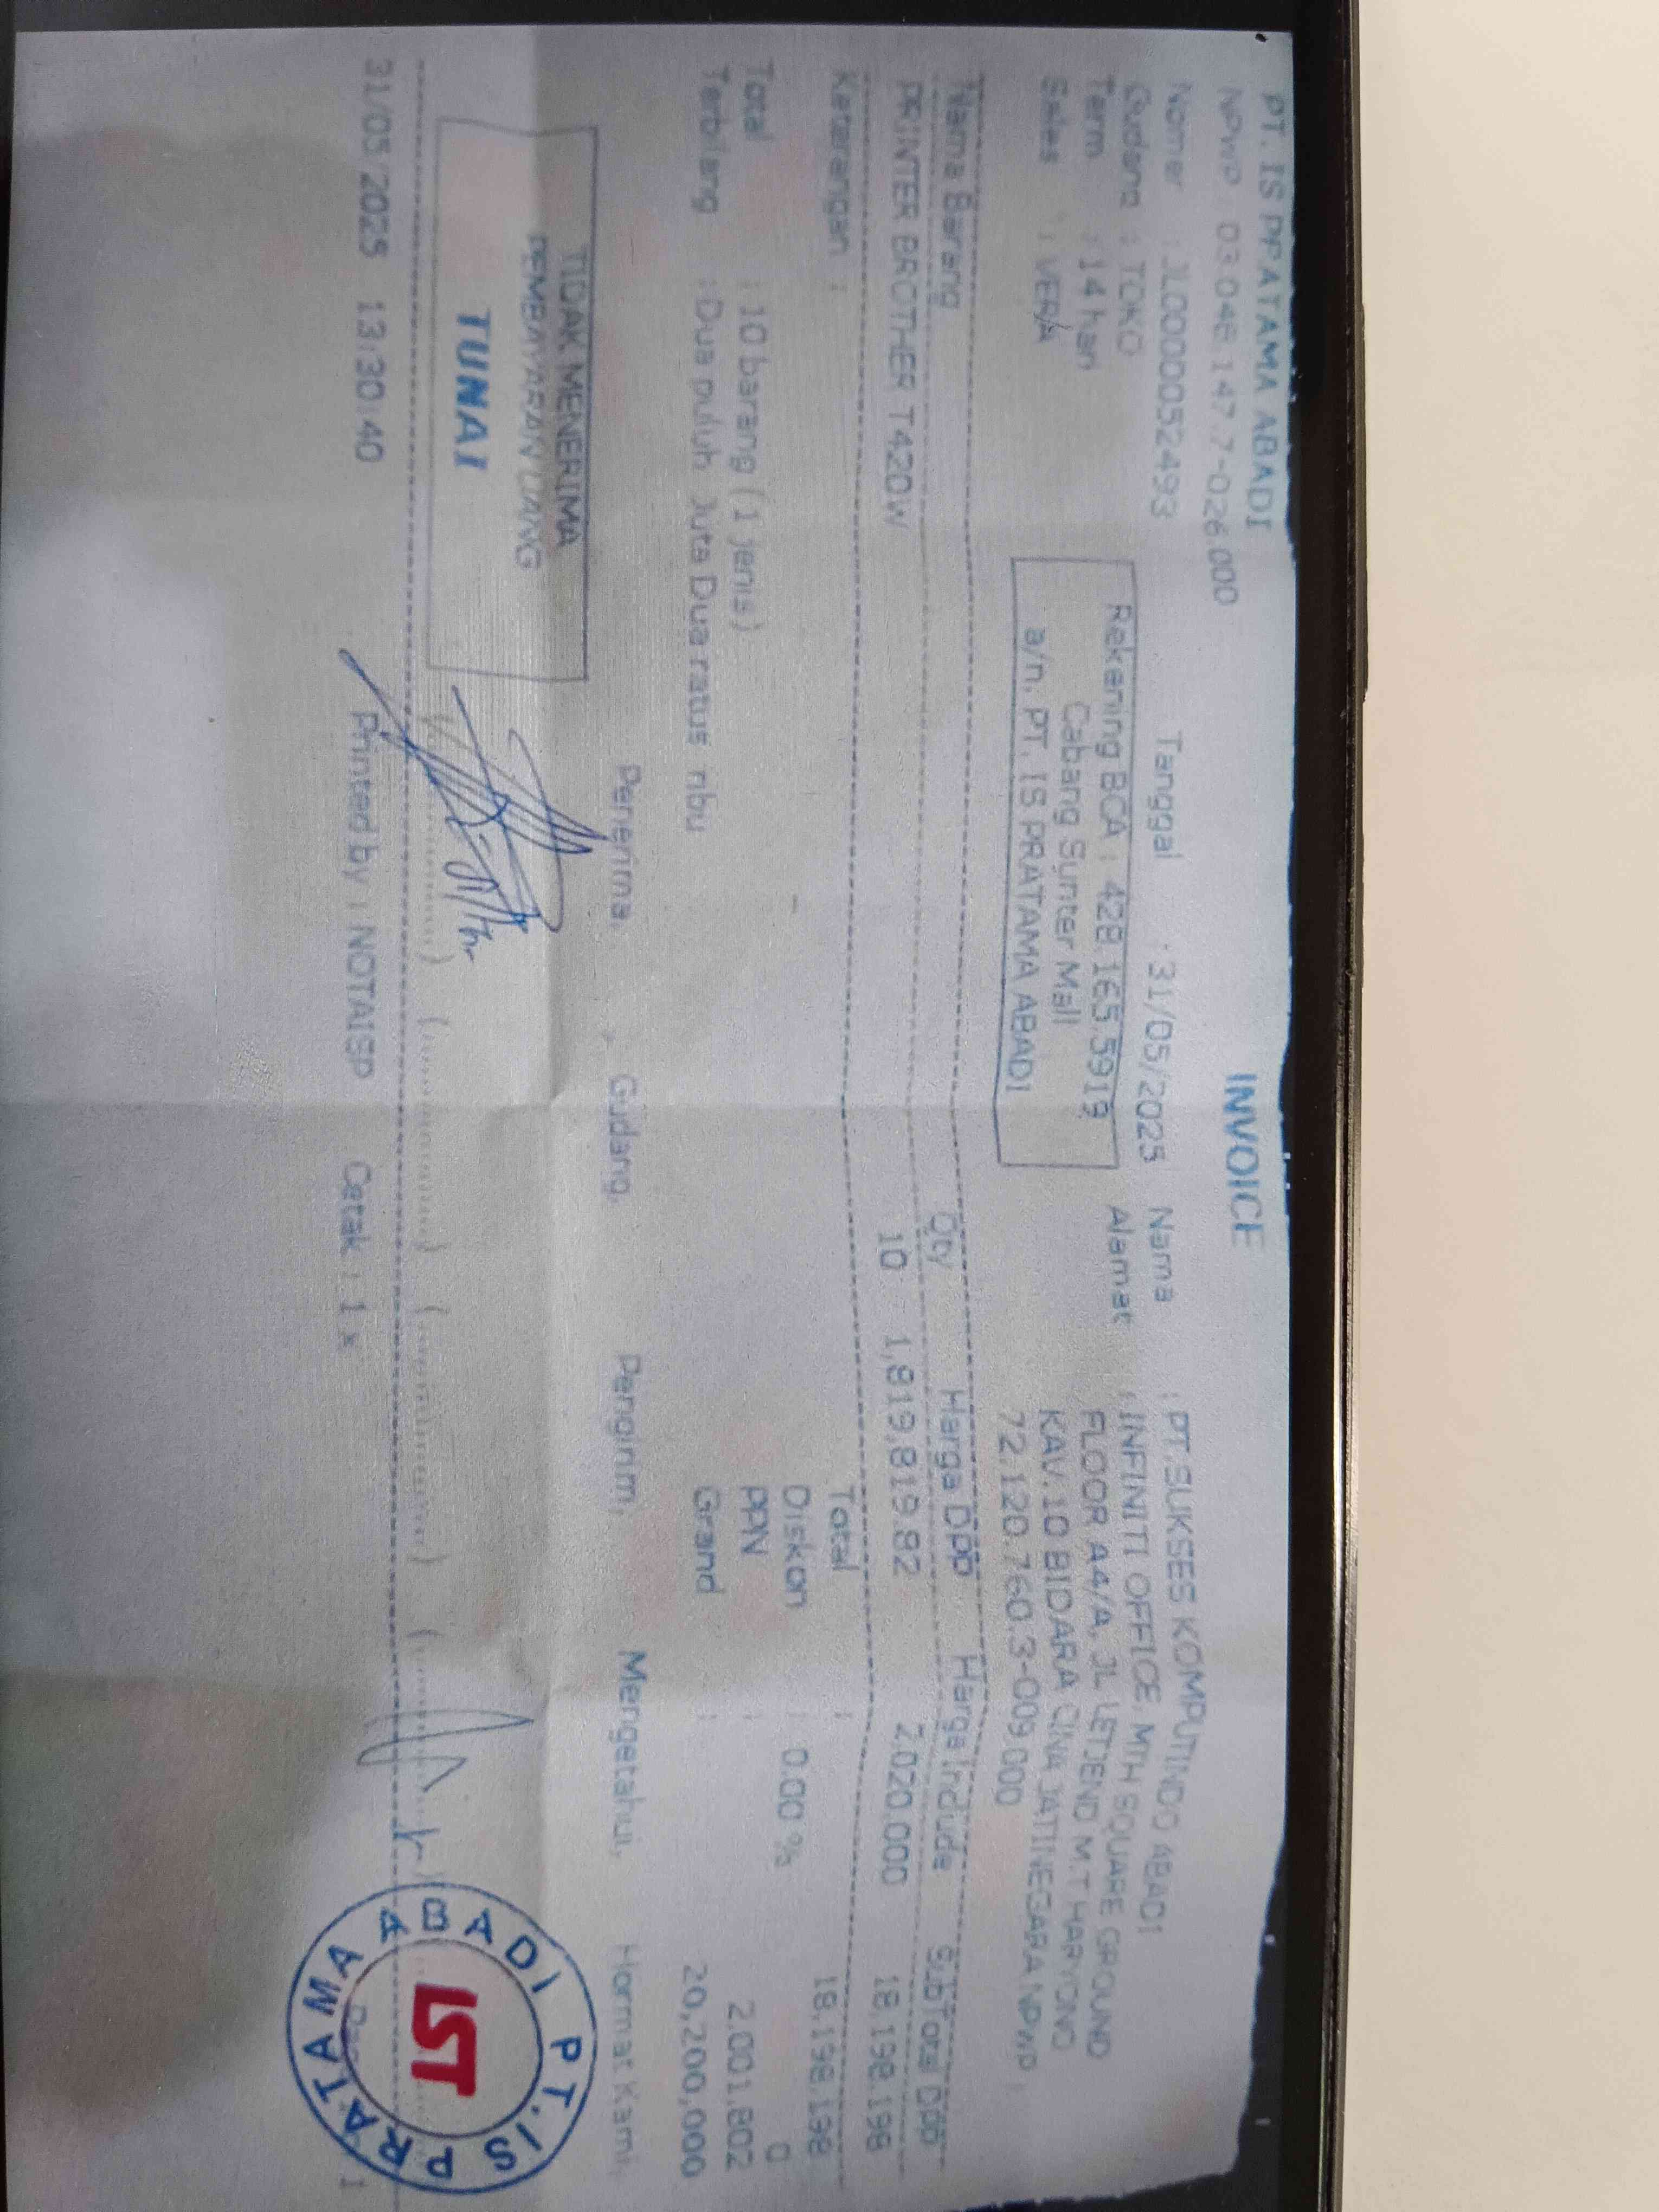 PT. IS PRATAMA ABADI
INVOICE
NPWP : 03.048.147.7-026.000
Nomer : JL0000052493
Tanggal : 31/05/2025
Nama : PT.SUKSES KOMPUTINDO ABADI
Gudang : TOKO
Alamat : INFINITI OFFICE, MTH SQUARE GROUND
Term : 14 hari
FLOOR A4/A, JL LETJEND M.T HARYONO
Sales : VERA
KAV.10 BIDARA CINA JATINEGARA NPWP :
72.120.760.3-009.000
Rekening BCA : 428 165 5919
Cabang Sunter Mall
a/n. PT. IS PRATAMA ABADI
Nama Barang Qty Harga Dpp Harga Include SubTotal Dpp
PRINTER BROTHER T420W 10 1,819,819.82 2.020.000 18.198.198
Keterangan :
Total : 18.198.198
Diskon : 0.00 % 0
Total : 10 barang (1 jenis)
PPN : 2.001.802
Terbilang : Dua puluh Juta Dua ratus ribu
Grand : 20,200,000
Penerima, Gudang, Pengirim, Mengetahui, Hormat Kami,
TIDAK MENERIMA
PEMBAYARAN UANG
TUNAI
31/05/2025 13:30:40 Printed by : NOTAISP Cetak : 1 x
PT. IS PRATAMA ABADI
IST